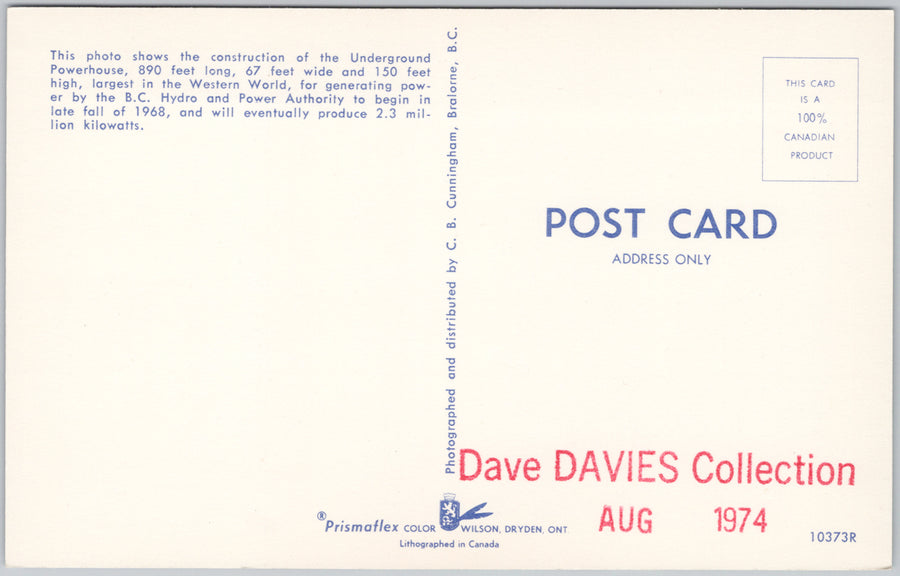 This photo shows the construction of the Underground
Powerhouse, 890 feet long, 67 feet wide and 150 feet
high, largest in the Western World, for generating pow-
er by the B.C. Hydro and Power Authority to begin in
late fall of 1968, and will eventually produce 2.3 mil-
lion kilowatts.
Photographed and distributed by C. B. Cunningham, Bralorne, B.C.
THIS CARD
IS A
100%
CANADIAN
PRODUCT
POST CARD
ADDRESS ONLY
Dave DAVIES Collection
AUG 1974
®Prismaflex COLOR WILSON, DRYDEN, ONT.
Lithographed in Canada
10373R